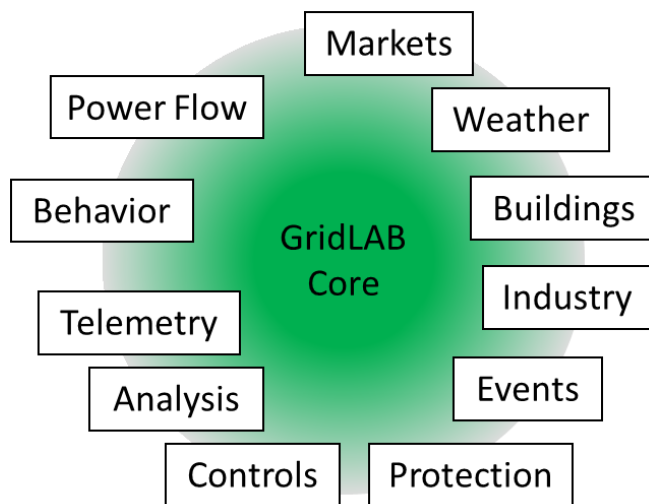 Markets
Power Flow
Weather
Behavior
Buildings
GridLAB
Core
Industry
Telemetry
Analysis
Events
Controls
Protection